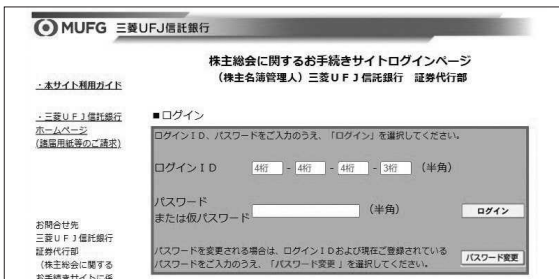 MUFG 三菱UFJ信託銀行
株主総会に関するお手続きサイトログインページ
(株主名簿管理人)三菱UFJ信託銀行 証券代行部
・本サイト利用ガイド
・三菱UFJ信託銀行
ホームページ
(諸届用紙等のご請求)
お問合せ先
三菱UFJ信託銀行
証券代行部
(株主総会に関する
お手続きサイトに係
■ログイン
ログインID、パスワードをご入力のうえ、「ログイン」を選択してください。
ログインID 4桁 - 4桁 - 4桁 - 3桁 (半角)
パスワード
または仮パスワード (半角) ログイン
パスワードを変更される場合は、ログインIDおよび現在ご登録されている
パスワードをご入力のうえ、「パスワード変更」を選択してください。 パスワード変更